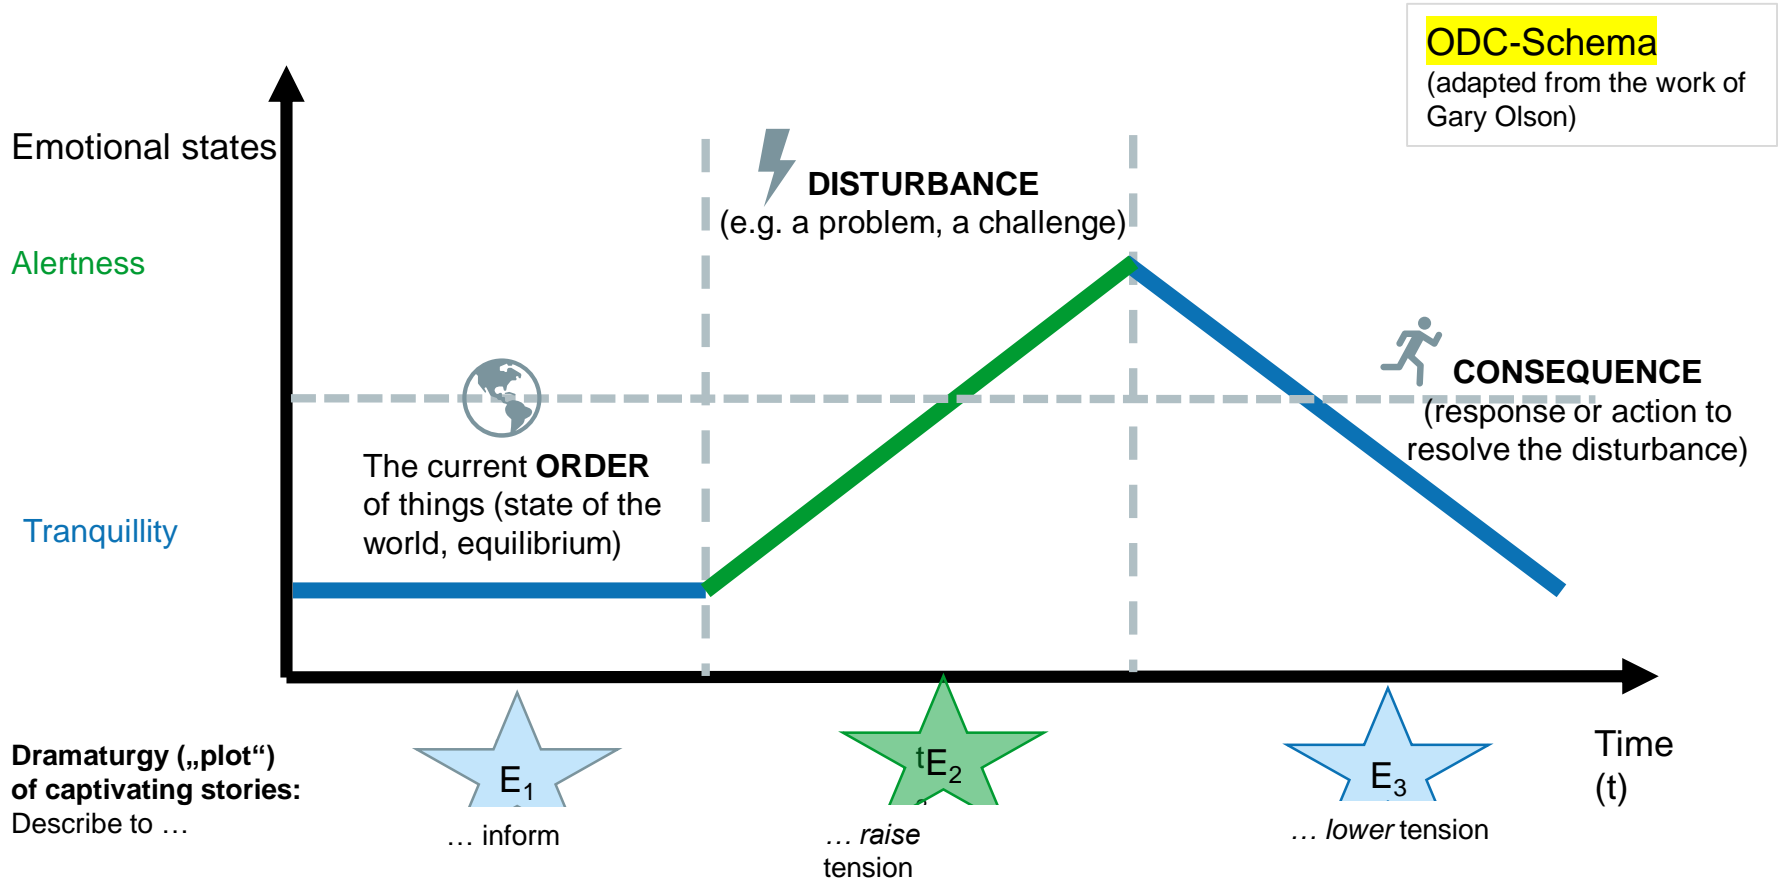 ODC-Schema
(adapted from the work of
Gary Olson)
Emotional states
DISTURBANCE
(e.g. a problem, a challenge)
Alertness
CONSEQUENCE
(response or action to
resolve the disturbance)
The current ORDER
of things (state of the
world, equilibrium)
Tranquillity
Dramaturgy („plot“)
of captivating stories:
Describe to …
E1
tE2
E3
Time
(t)
… inform
… raise
tension
… lower tension